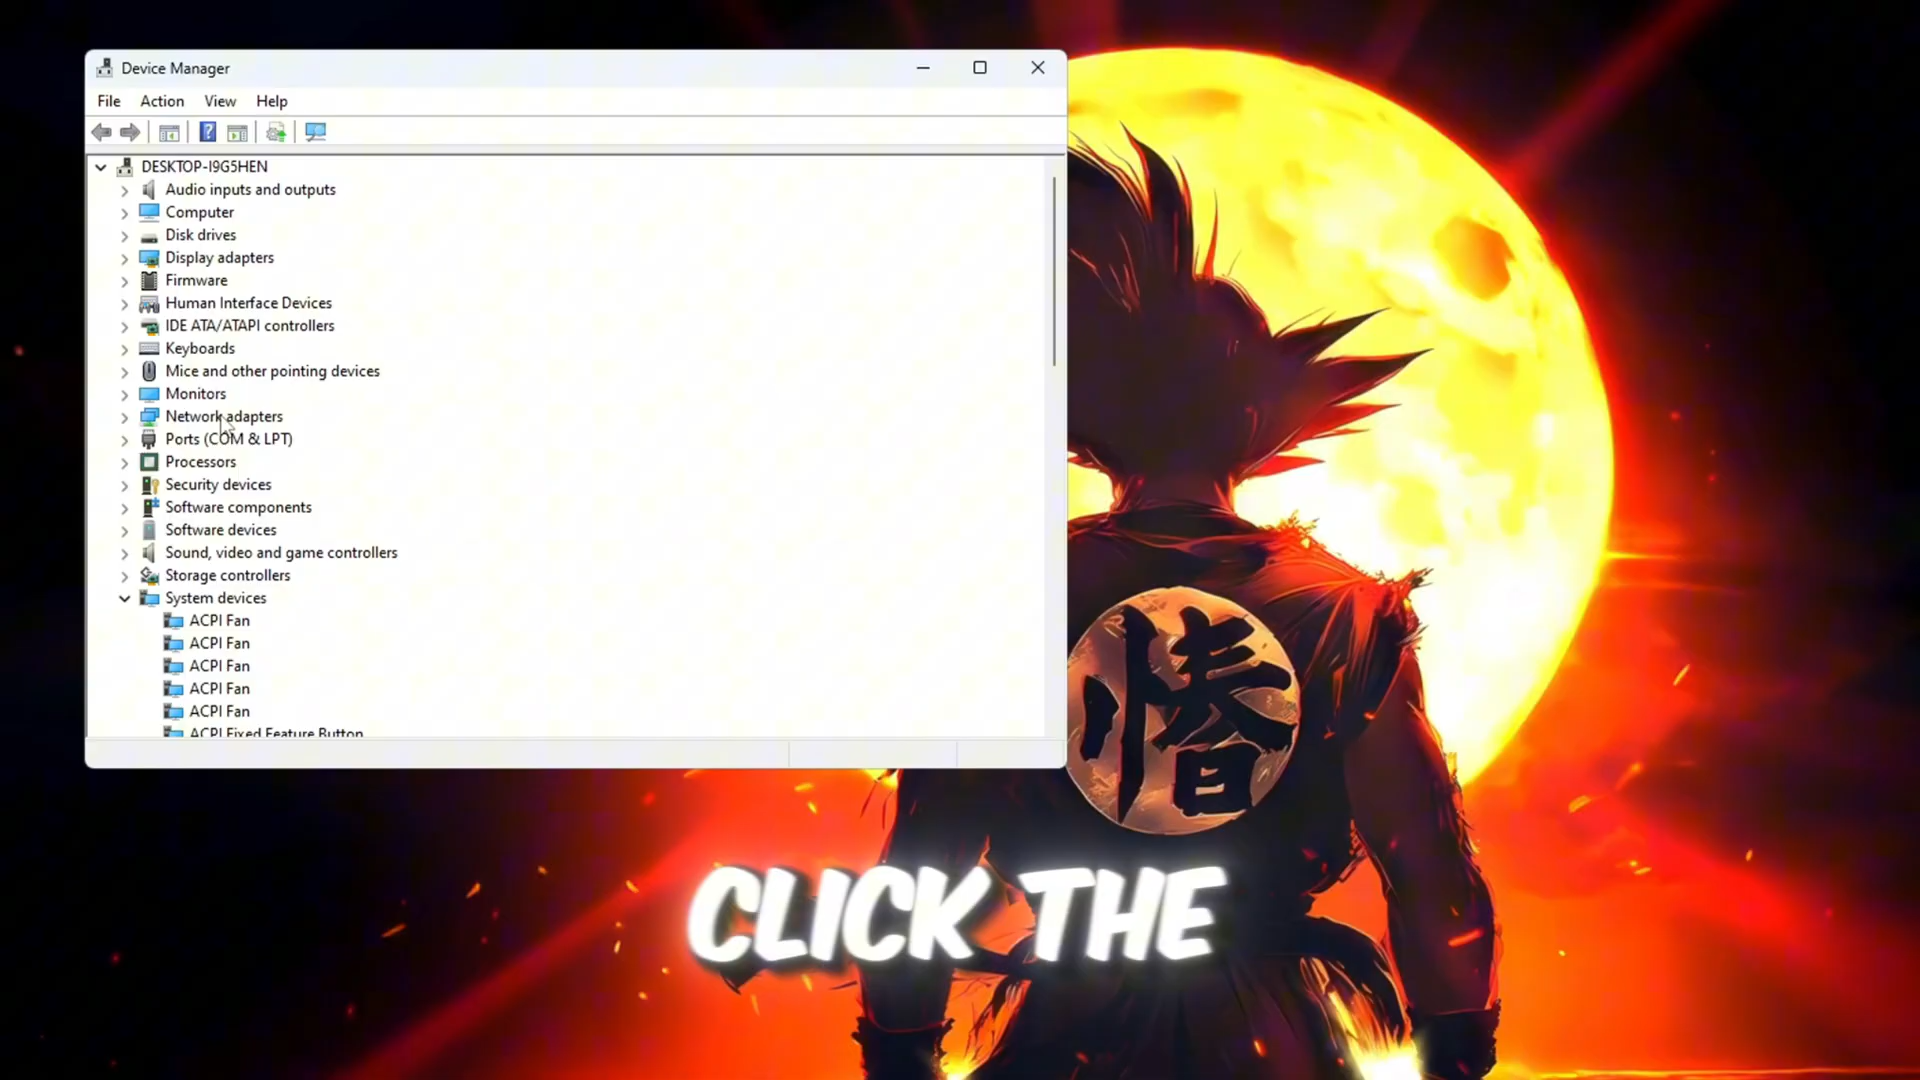 Device Manager
File Action View Help
DESKTOP-I9G5HEN
Audio inputs and outputs
Computer
Disk drives
Display adapters
Firmware
Human Interface Devices
IDE ATA/ATAPI controllers
Keyboards
Mice and other pointing devices
Monitors
Network adapters
Ports (COM & LPT)
Processors
Security devices
Software components
Software devices
Sound, video and game controllers
Storage controllers
System devices
ACPI Fan
ACPI Fan
ACPI Fan
ACPI Fan
ACPI Fan
ACPI Fixed Feature Button
CLICK THE